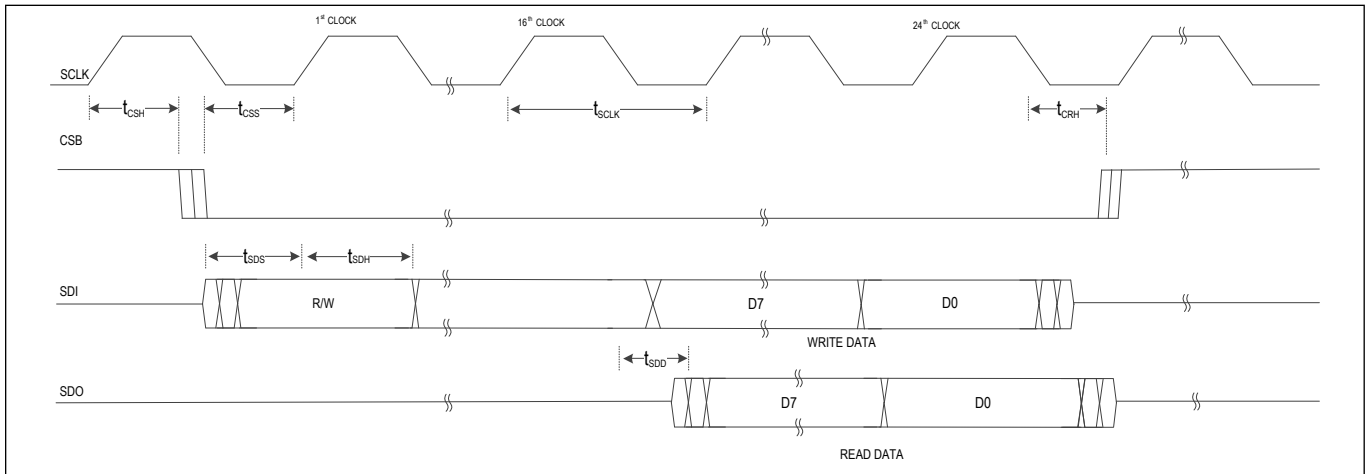 1st CLOCK 16th CLOCK 24th CLOCK
SCLK
tCSH tCSS tSCLK tCRH
CSB
tSDS tSDH
SDI R/W D7 D0
WRITE DATA
tSDD
SDO D7 D0
READ DATA